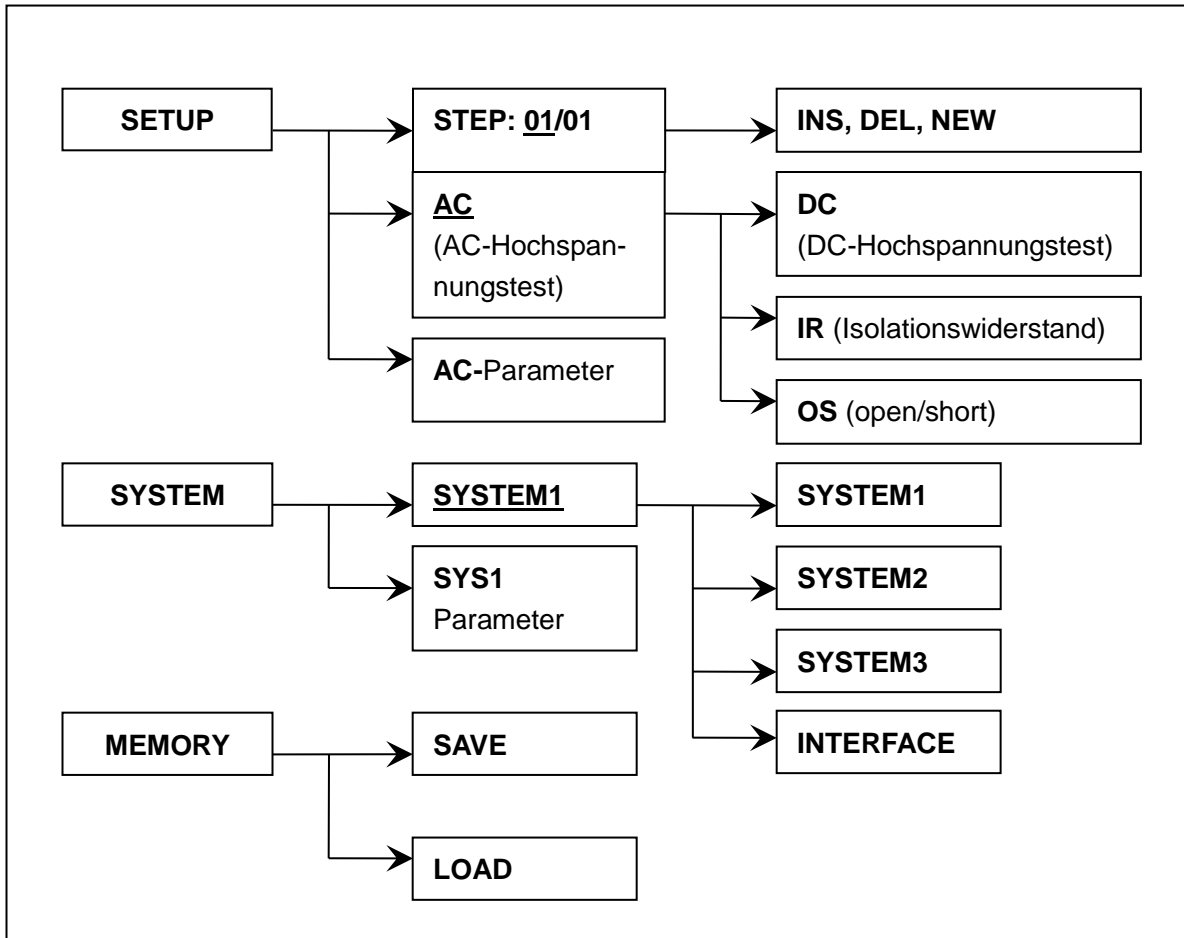 SETUP
STEP: 01/01
INS, DEL, NEW
AC
(AC-Hochspan-
nungstest)
DC
(DC-Hochspannungstest)
IR (Isolationswiderstand)
AC-Parameter
OS (open/short)
SYSTEM
SYSTEM1
SYSTEM1
SYS1
Parameter
SYSTEM2
SYSTEM3
INTERFACE
MEMORY
SAVE
LOAD